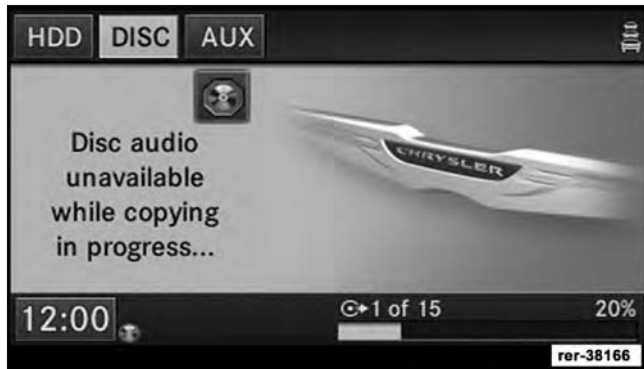 HDD DISC AUX
CHRYSLER
Disc audio
unavailable
while copying
in progress...
12:00
1 of 15 20%
rer-38166